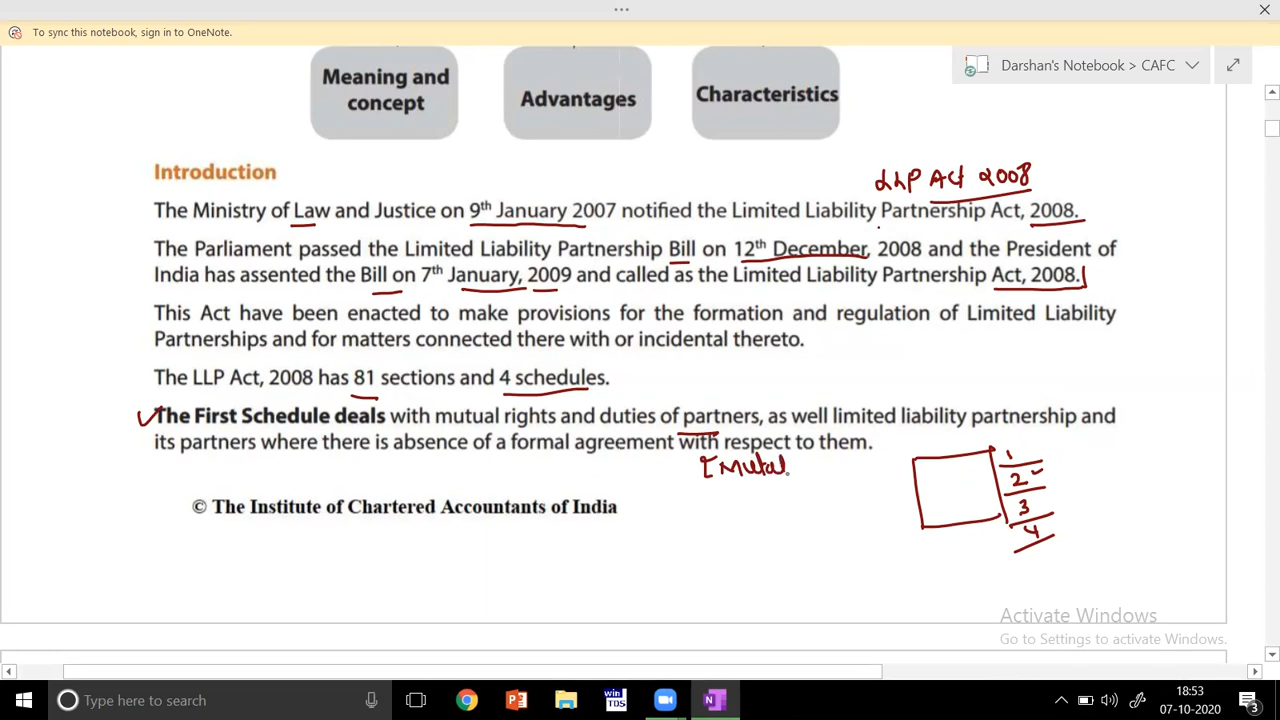 To sync this notebook, sign in to OneNote.
Darshan's Notebook > CAFC
Meaning and
concept
Advantages
Characteristics
Introduction
LLP Act 2008
The Ministry of Law and Justice on 9th January 2007 notified the Limited Liability Partnership Act, 2008.
The Parliament passed the Limited Liability Partnership Bill on 12th December, 2008 and the President of
India has assented the Bill on 7th January, 2009 and called as the Limited Liability Partnership Act, 2008.
This Act have been enacted to make provisions for the formation and regulation of Limited Liability
Partnerships and for matters connected there with or incidental thereto.
The LLP Act, 2008 has 81 sections and 4 schedules.
The First Schedule deals with mutual rights and duties of partners, as well limited liability partnership and
its partners where there is absence of a formal agreement with respect to them.
[Mutal
1
2
3
4
© The Institute of Chartered Accountants of India
Activate Windows
Go to Settings to activate Windows.
Type here to search
win
TDS
18:53
07-10-2020
3